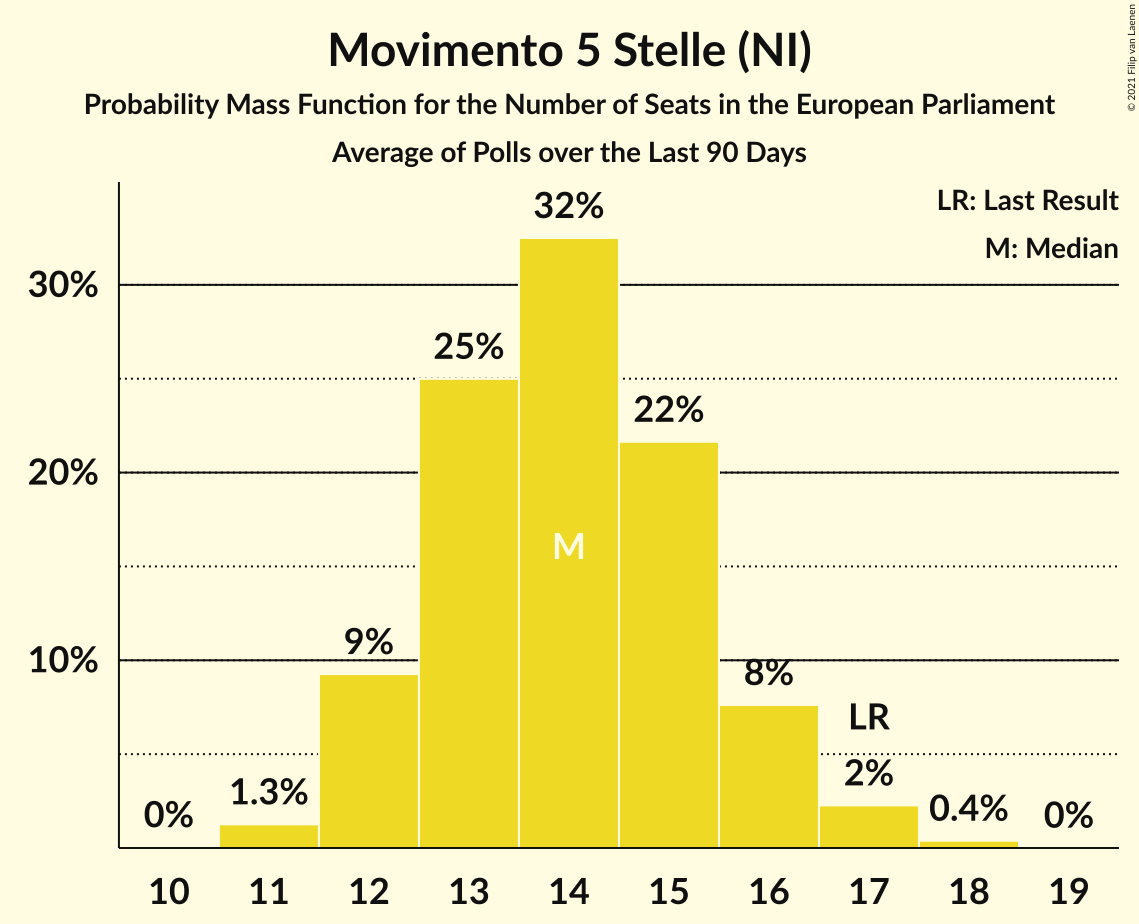 Movimento 5 Stelle (NI)
Probability Mass Function for the Number of Seats in the European Parliament
Average of Polls over the Last 90 Days
© 2021 Filip van Laenen
LR: Last Result
M: Median
30%
20%
10%
0%
1.3%
9%
25%
32%
M
22%
8%
LR
2%
0.4%
0%
10 11 12 13 14 15 16 17 18 19